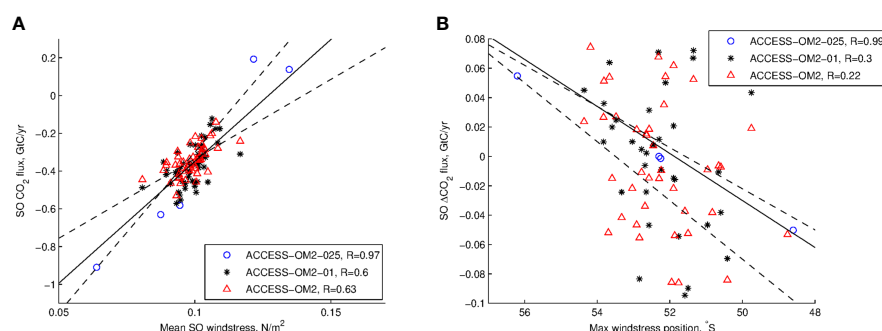 A
SO CO2 flux, GtC/yr
0.2
0
−0.2
−0.4
−0.6
−0.8
−1
0.05
0.1
0.15
Mean SO windstress, N/m2
ACCESS−OM2−025, R=0.97
ACCESS−OM2−01, R=0.6
ACCESS−OM2, R=0.63
B
SO ΔCO2 flux, GtC/yr
0.08
0.06
0.04
0.02
0
−0.02
−0.04
−0.06
−0.08
−0.1
56
54
52
50
48
Max windstress position, °S
ACCESS−OM2−025, R=0.99
ACCESS−OM2−01, R=0.3
ACCESS−OM2, R=0.22